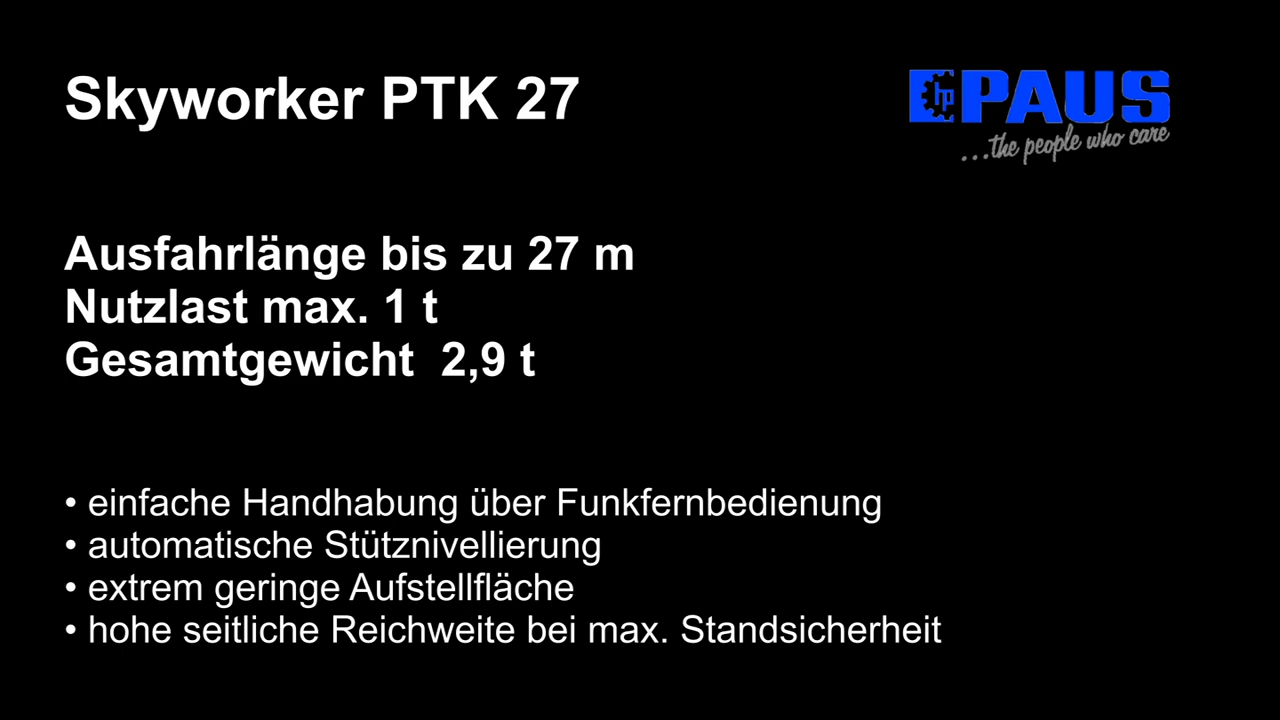 Skyworker PTK 27
hp PAUS
...the people who care
Ausfahrlänge bis zu 27 m
Nutzlast max. 1 t
Gesamtgewicht 2,9 t
• einfache Handhabung über Funkfernbedienung
• automatische Stütznivellierung
• extrem geringe Aufstellfläche
• hohe seitliche Reichweite bei max. Standsicherheit